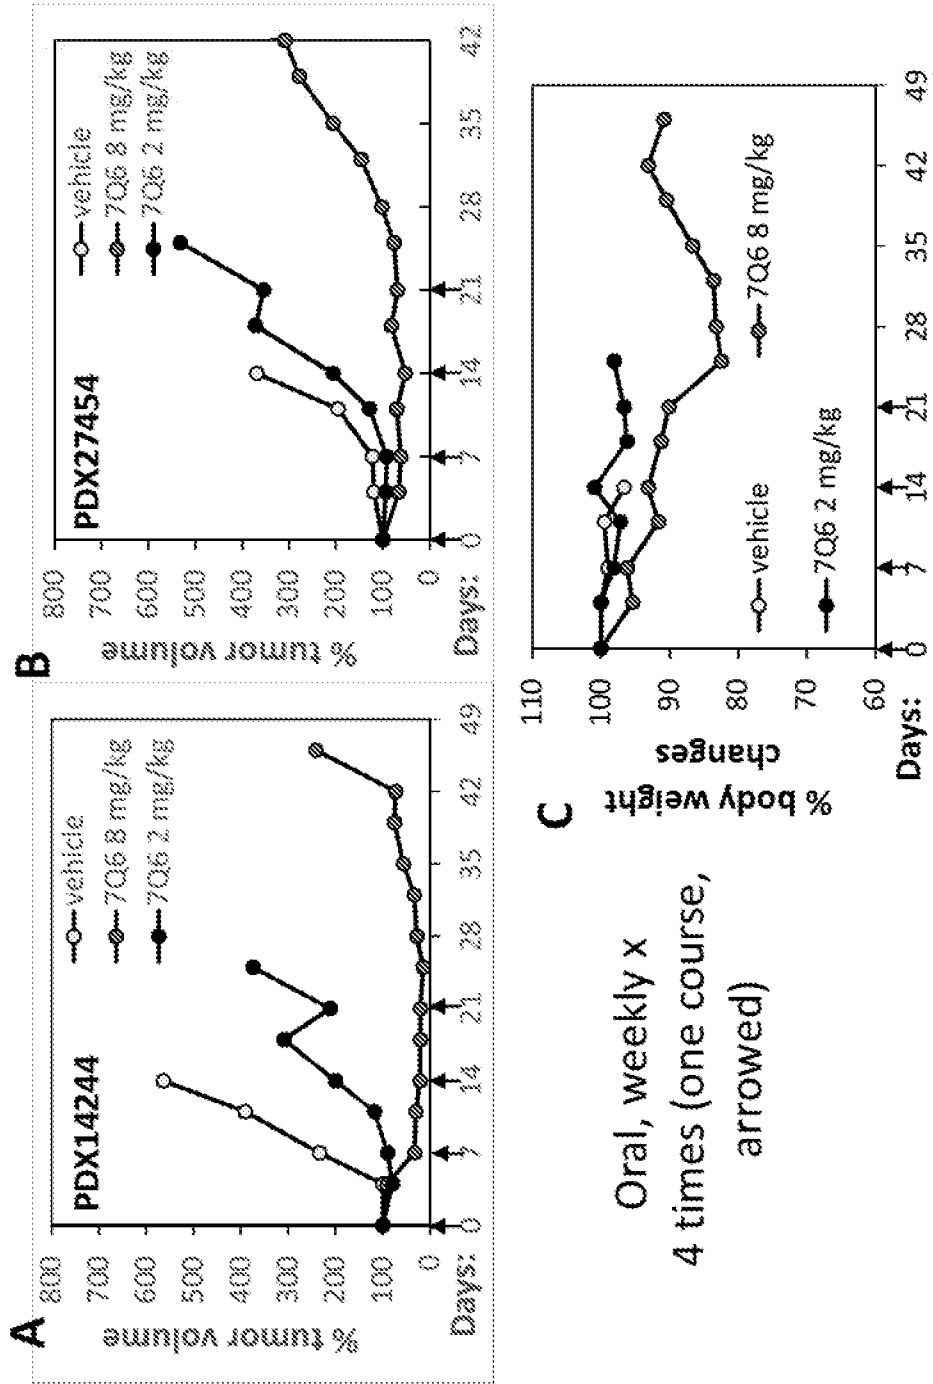 A
PDX14244
vehicle
7Q6 8 mg/kg
7Q6 2 mg/kg
% tumor volume
800
700
600
500
400
300
200
100
0
Days:
0
7
14
21
28
35
42
49
B
PDX27454
vehicle
7Q6 8 mg/kg
7Q6 2 mg/kg
% tumor volume
800
700
600
500
400
300
200
100
0
Days:
0
7
14
21
28
35
42
Oral, weekly x
4 times (one course,
arrowed)
C
% body weight
changes
110
100
90
80
70
60
vehicle
7Q6 2 mg/kg
7Q6 8 mg/kg
Days:
0
7
14
21
28
35
42
49